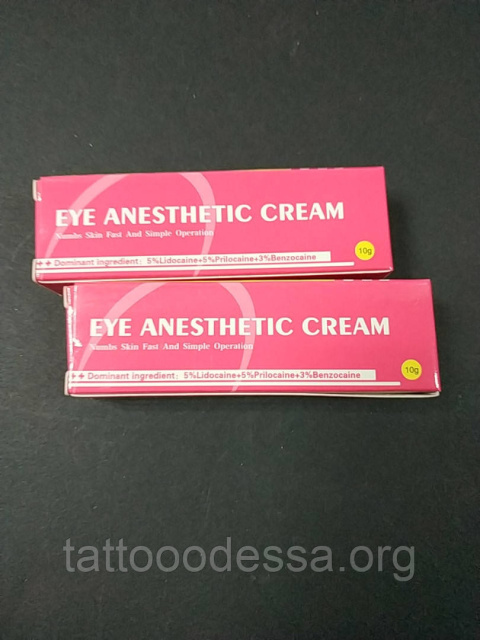 EYE ANESTHETIC CREAM
Numbs Skin Fast And Simple Operation
Dominant ingredient: 5%Lidocaine+5%Prilocaine+3%Benzocaine
10g
EYE ANESTHETIC CREAM
Numbs Skin Fast And Simple Operation
Dominant ingredient: 5%Lidocaine+5%Prilocaine+3%Benzocaine
10g
tattooodessa.org